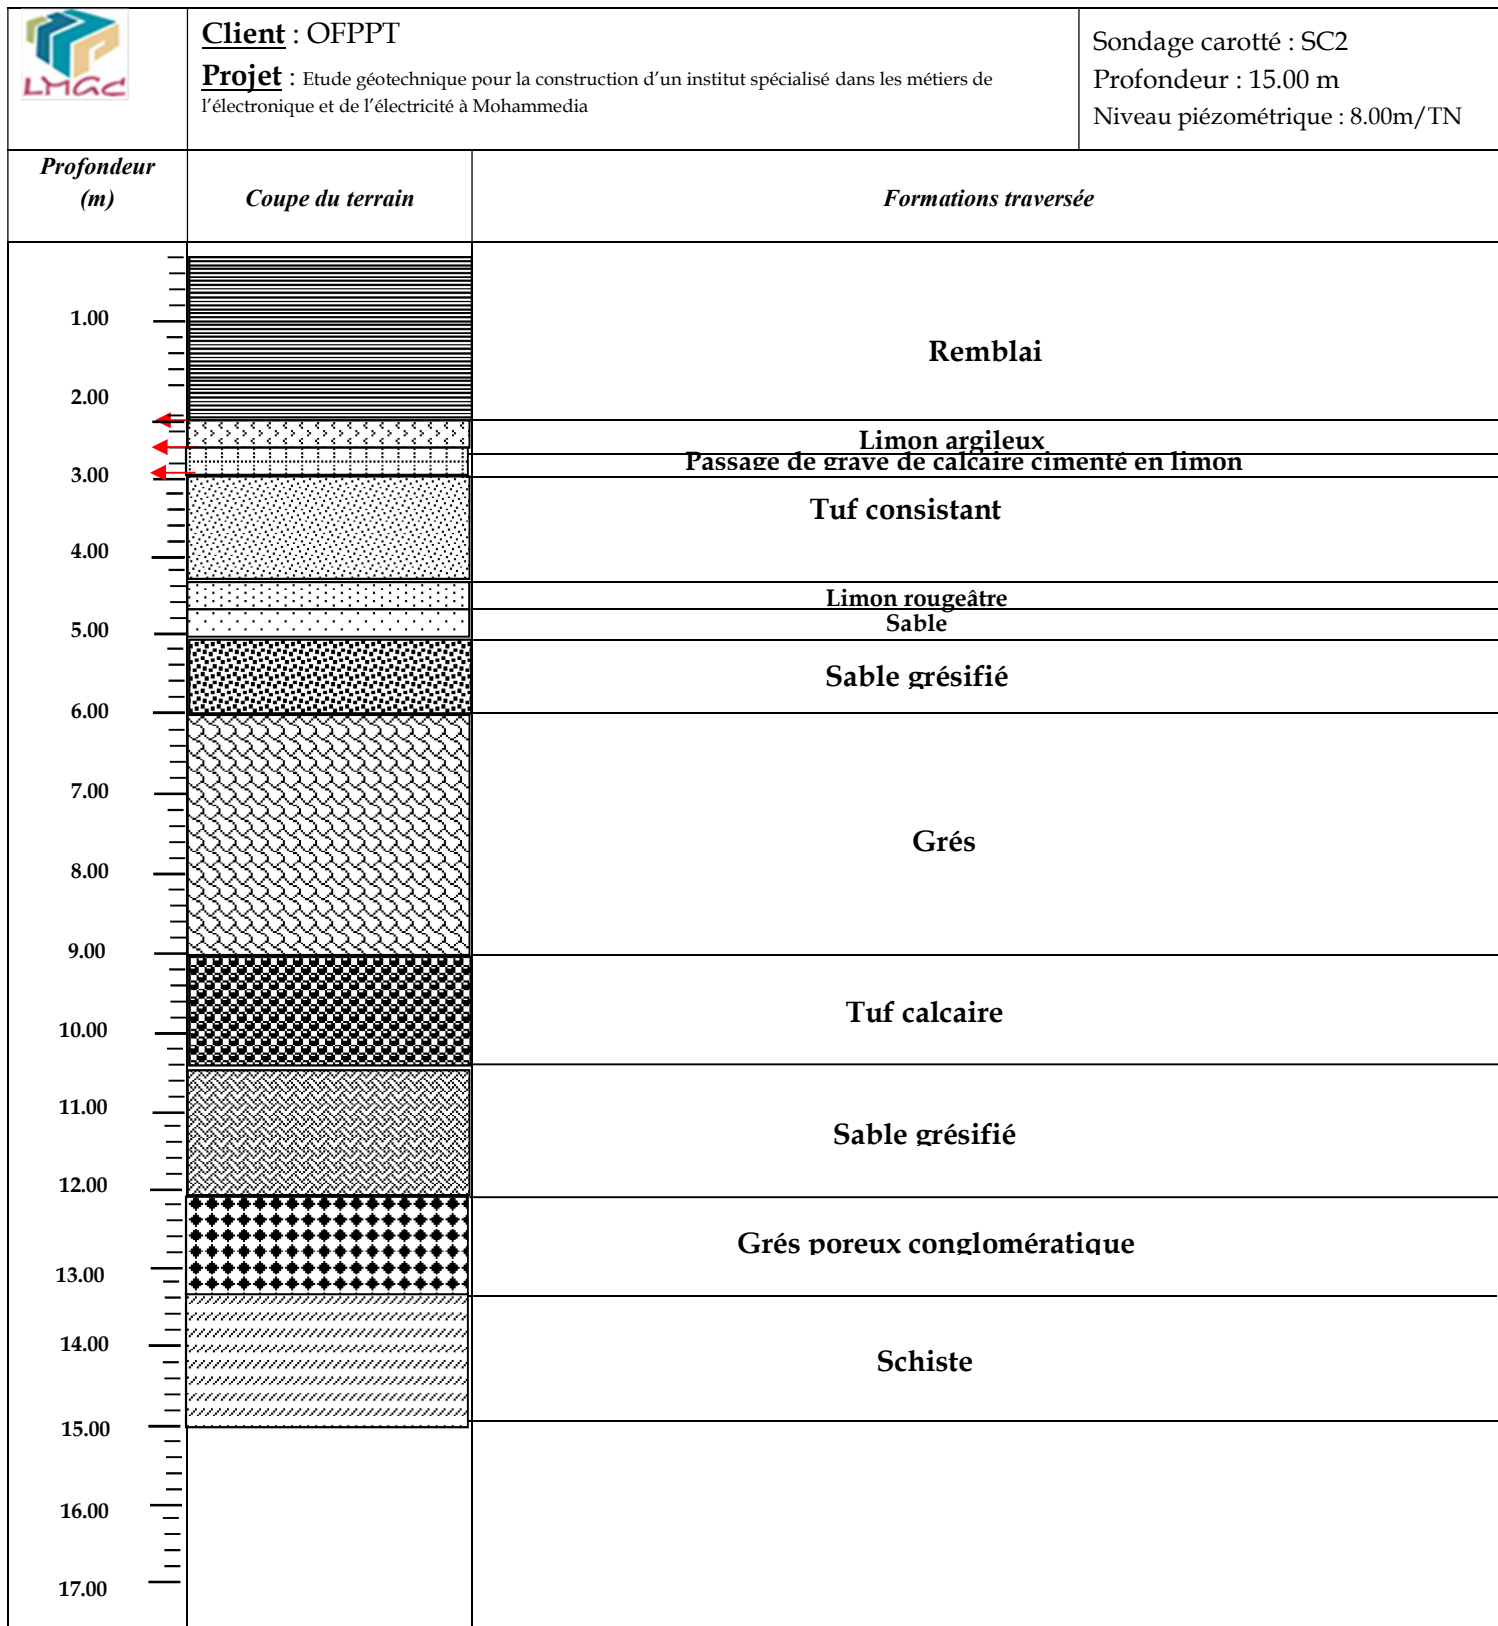 LMGC
Client : OFPPT
Projet : Etude géotechnique pour la construction d'un institut spécialisé dans les métiers de
l'électronique et de l'électricité à Mohammedia
Sondage carotté : SC2
Profondeur : 15.00 m
Niveau piézométrique : 8.00m/TN
Profondeur
(m)
Coupe du terrain
Formations traversée
1.00
Remblai
2.00
Limon argileux
Passage de grave de calcaire cimenté en limon
3.00
Tuf consistant
4.00
Limon rougeâtre
Sable
5.00
Sable grésifié
6.00
7.00
Grés
8.00
9.00
Tuf calcaire
10.00
11.00
Sable grésifié
12.00
Grés poreux conglomératique
13.00
14.00
Schiste
15.00
16.00
17.00